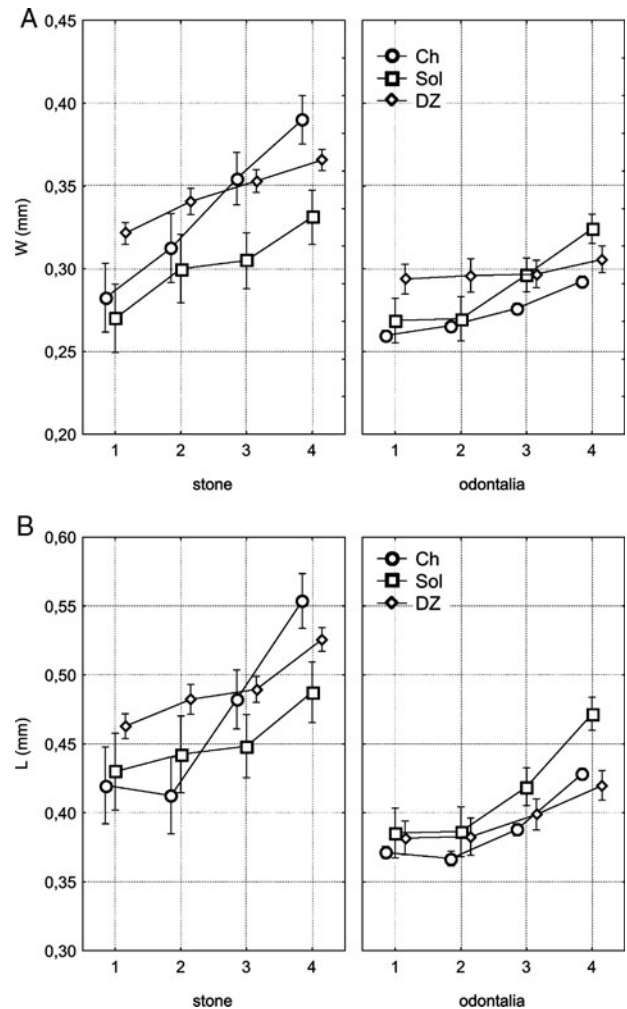 A
0,45
0,40
0,35
0,30
0,25
0,20
W (mm)
1 2 3 4
stone
Ch
Sol
DZ
1 2 3 4
odontalia
B
0,60
0,55
0,50
0,45
0,40
0,35
0,30
L (mm)
1 2 3 4
stone
Ch
Sol
DZ
1 2 3 4
odontalia